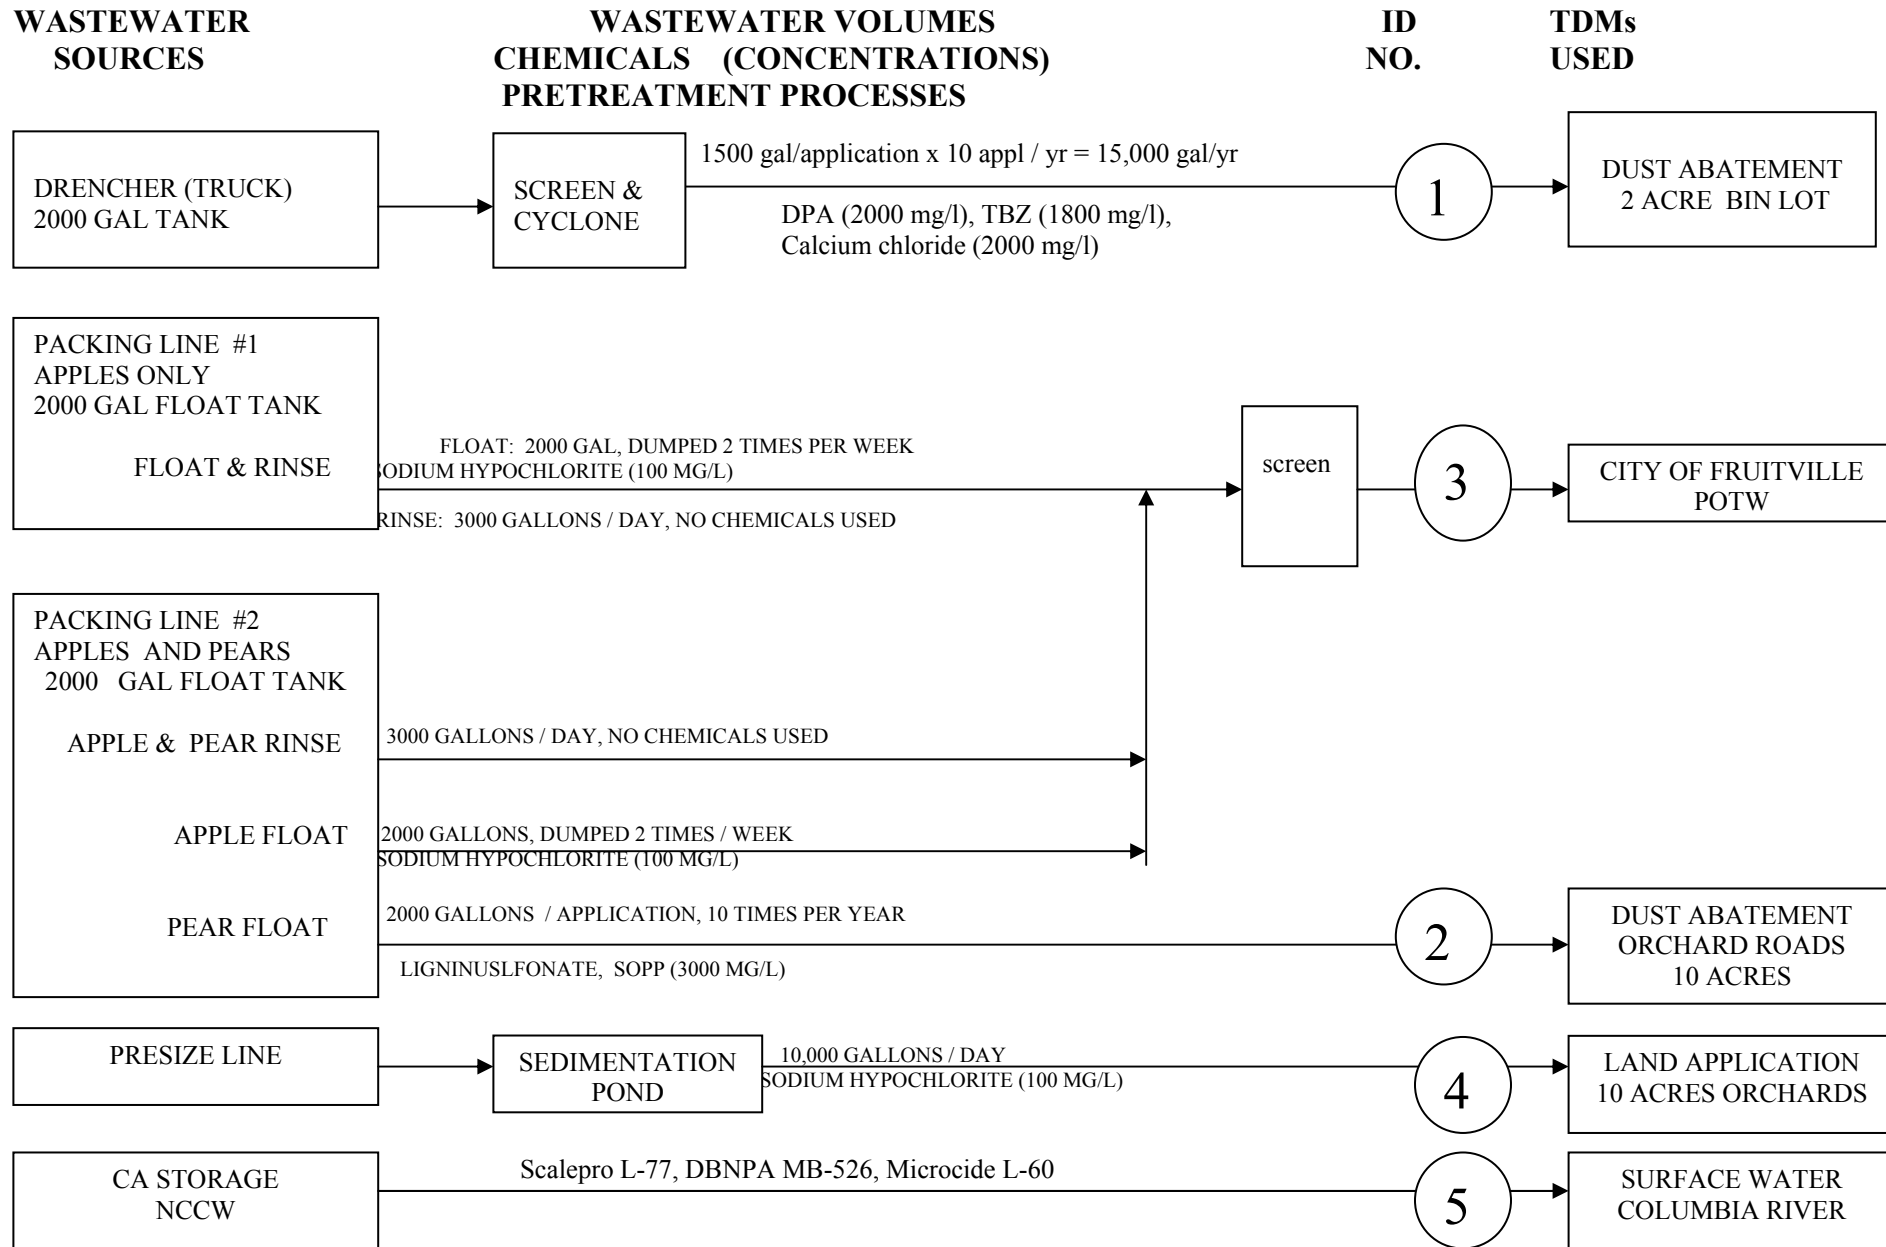 WASTEWATER SOURCES
WASTEWATER VOLUMES
CHEMICALS (CONCENTRATIONS)
PRETREATMENT PROCESSES
ID NO.
TDMs USED
DRENCHER (TRUCK)
2000 GAL TANK
SCREEN &
CYCLONE
1500 gal/application x 10 appl / yr = 15,000 gal/yr
DPA (2000 mg/l), TBZ (1800 mg/l),
Calcium chloride (2000 mg/l)
1
DUST ABATEMENT
2 ACRE BIN LOT
PACKING LINE #1
APPLES ONLY
2000 GAL FLOAT TANK
FLOAT & RINSE
FLOAT: 2000 GAL, DUMPED 2 TIMES PER WEEK
SODIUM HYPOCHLORITE (100 MG/L)
RINSE: 3000 GALLONS / DAY, NO CHEMICALS USED
screen
3
CITY OF FRUITVILLE
POTW
PACKING LINE #2
APPLES AND PEARS
2000 GAL FLOAT TANK
APPLE & PEAR RINSE
3000 GALLONS / DAY, NO CHEMICALS USED
APPLE FLOAT
2000 GALLONS, DUMPED 2 TIMES / WEEK
SODIUM HYPOCHLORITE (100 MG/L)
PEAR FLOAT
2000 GALLONS / APPLICATION, 10 TIMES PER YEAR
LIGNINUSLFONATE, SOPP (3000 MG/L)
2
DUST ABATEMENT
ORCHARD ROADS
10 ACRES
PRESIZE LINE
SEDIMENTATION
POND
10,000 GALLONS / DAY
SODIUM HYPOCHLORITE (100 MG/L)
4
LAND APPLICATION
10 ACRES ORCHARDS
CA STORAGE
NCCW
Scalepro L-77, DBNPA MB-526, Microcide L-60
5
SURFACE WATER
COLUMBIA RIVER